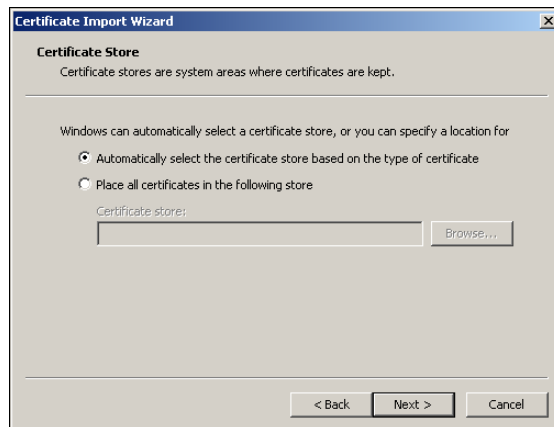 Certificate Import Wizard
Certificate Store
Certificate stores are system areas where certificates are kept.
Windows can automatically select a certificate store, or you can specify a location for
Automatically select the certificate store based on the type of certificate
Place all certificates in the following store
Certificate store:
Browse...
< Back Next > Cancel